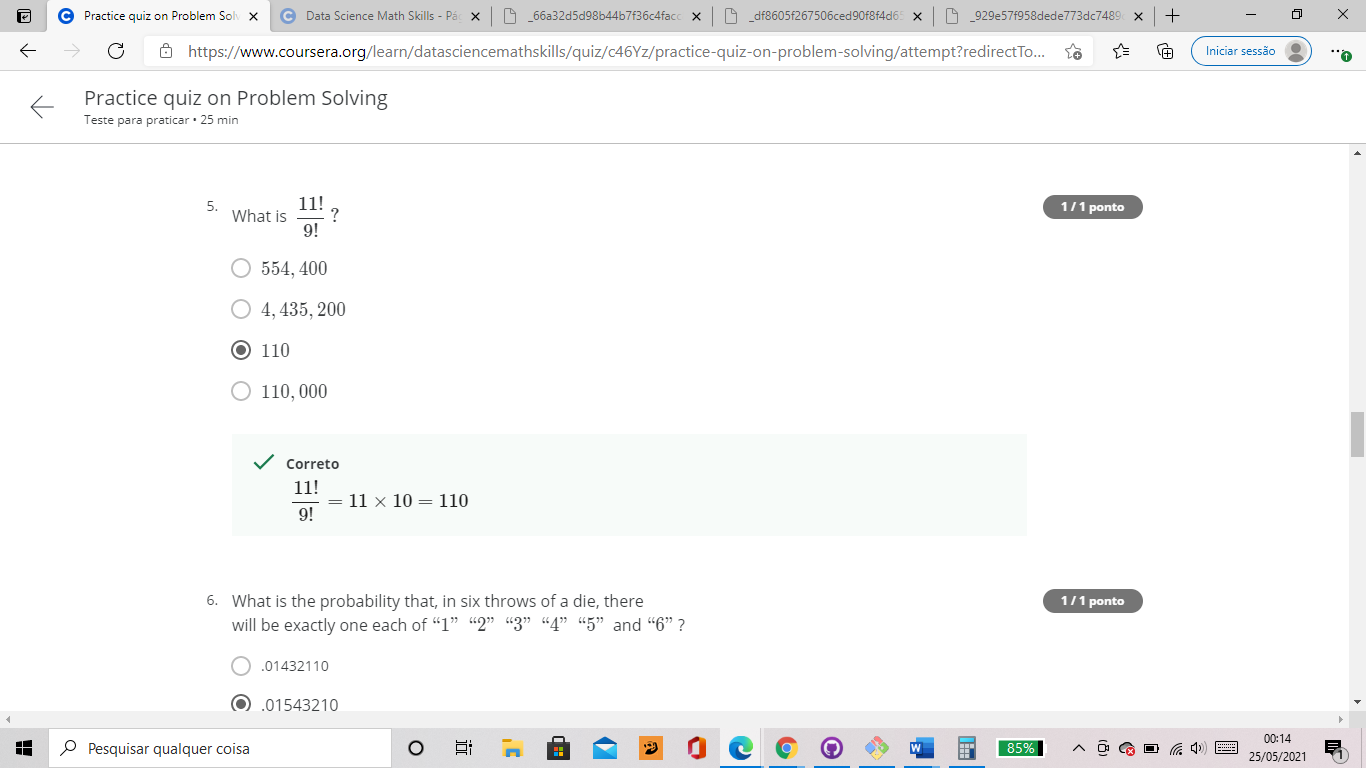 Practice quiz on Problem Solv
Data Science Math Skills - Pá
https://www.coursera.org/learn/datasciencemathskills/quiz/c46Yz/practice-quiz-on-problem-solving/attempt?redirectTo...
Iniciar sessão
Practice quiz on Problem Solving
Teste para praticar • 25 min
5. What is 11!/9! ?
1 / 1 ponto
554,400
4,435,200
110
110,000
Correto
11!/9! = 11 × 10 = 110
6. What is the probability that, in six throws of a die, there
1 / 1 ponto
will be exactly one each of “1” “2” “3” “4” “5” and “6” ?
.01432110
.01543210
Pesquisar qualquer coisa
85%
00:14
25/05/2021
1